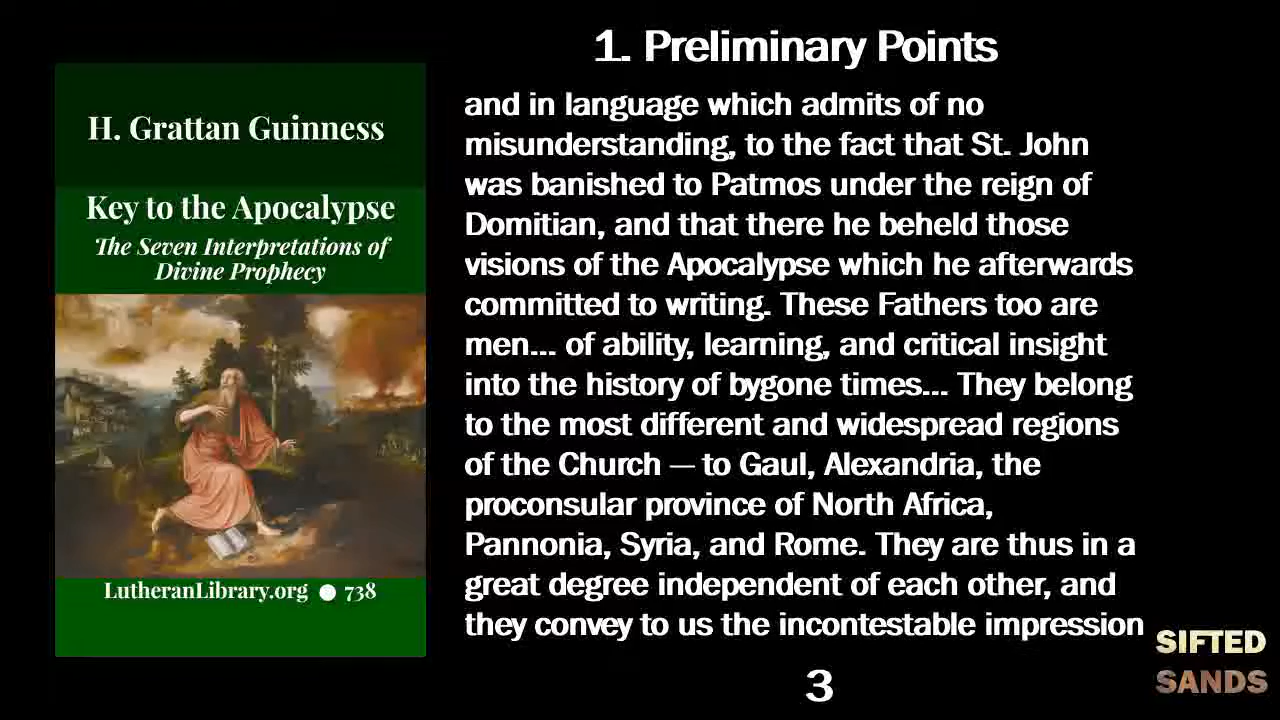 H. Grattan Guinness
Key to the Apocalypse
The Seven Interpretations of
Divine Prophecy
LutheranLibrary.org ● 738
1. Preliminary Points
and in language which admits of no
misunderstanding, to the fact that St. John
was banished to Patmos under the reign of
Domitian, and that there he beheld those
visions of the Apocalypse which he afterwards
committed to writing. These Fathers too are
men... of ability, learning, and critical insight
into the history of bygone times... They belong
to the most different and widespread regions
of the Church — to Gaul, Alexandria, the
proconsular province of North Africa,
Pannonia, Syria, and Rome. They are thus in a
great degree independent of each other, and
they convey to us the incontestable impression
3
SIFTED
SANDS